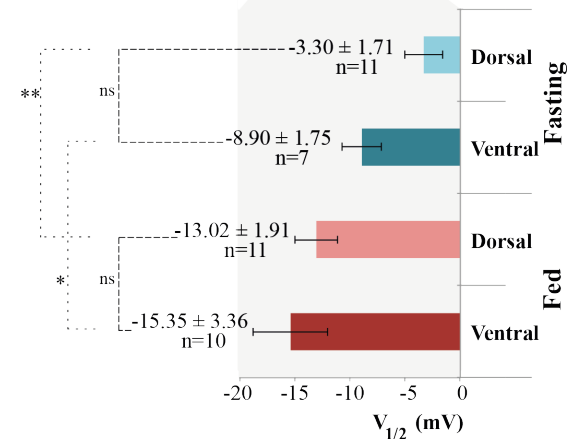 -3.30 ± 1.71
n=11
Dorsal
**
ns
Fasting
-8.90 ± 1.75
n=7
Ventral
-13.02 ± 1.91
n=11
Dorsal
*
ns
Fed
-15.35 ± 3.36
n=10
Ventral
-20 -15 -10 -5 0
V1/2 (mV)